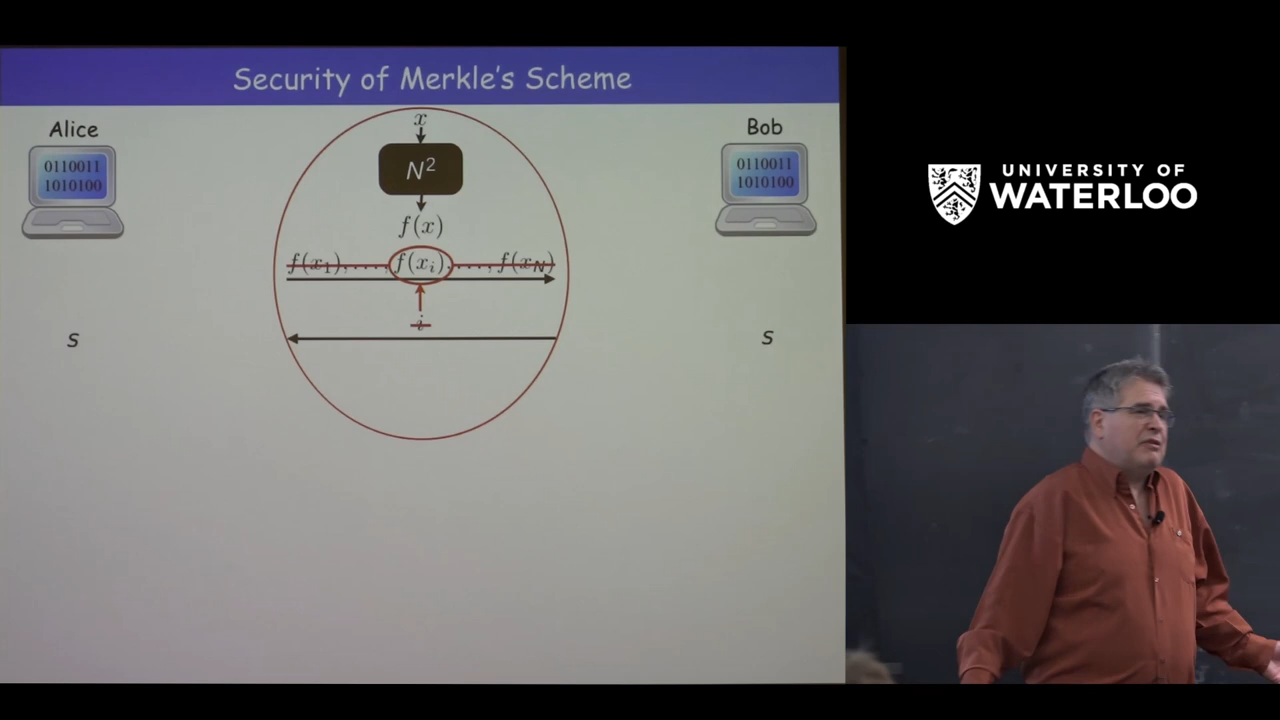 Security of Merkle's Scheme
Alice
Bob
0110011
1010100
0110011
1010100
x
N²
f(x)
f(x₁), ..., f(xᵢ), ..., f(x_N)
i
s
s
UNIVERSITY OF
WATERLOO